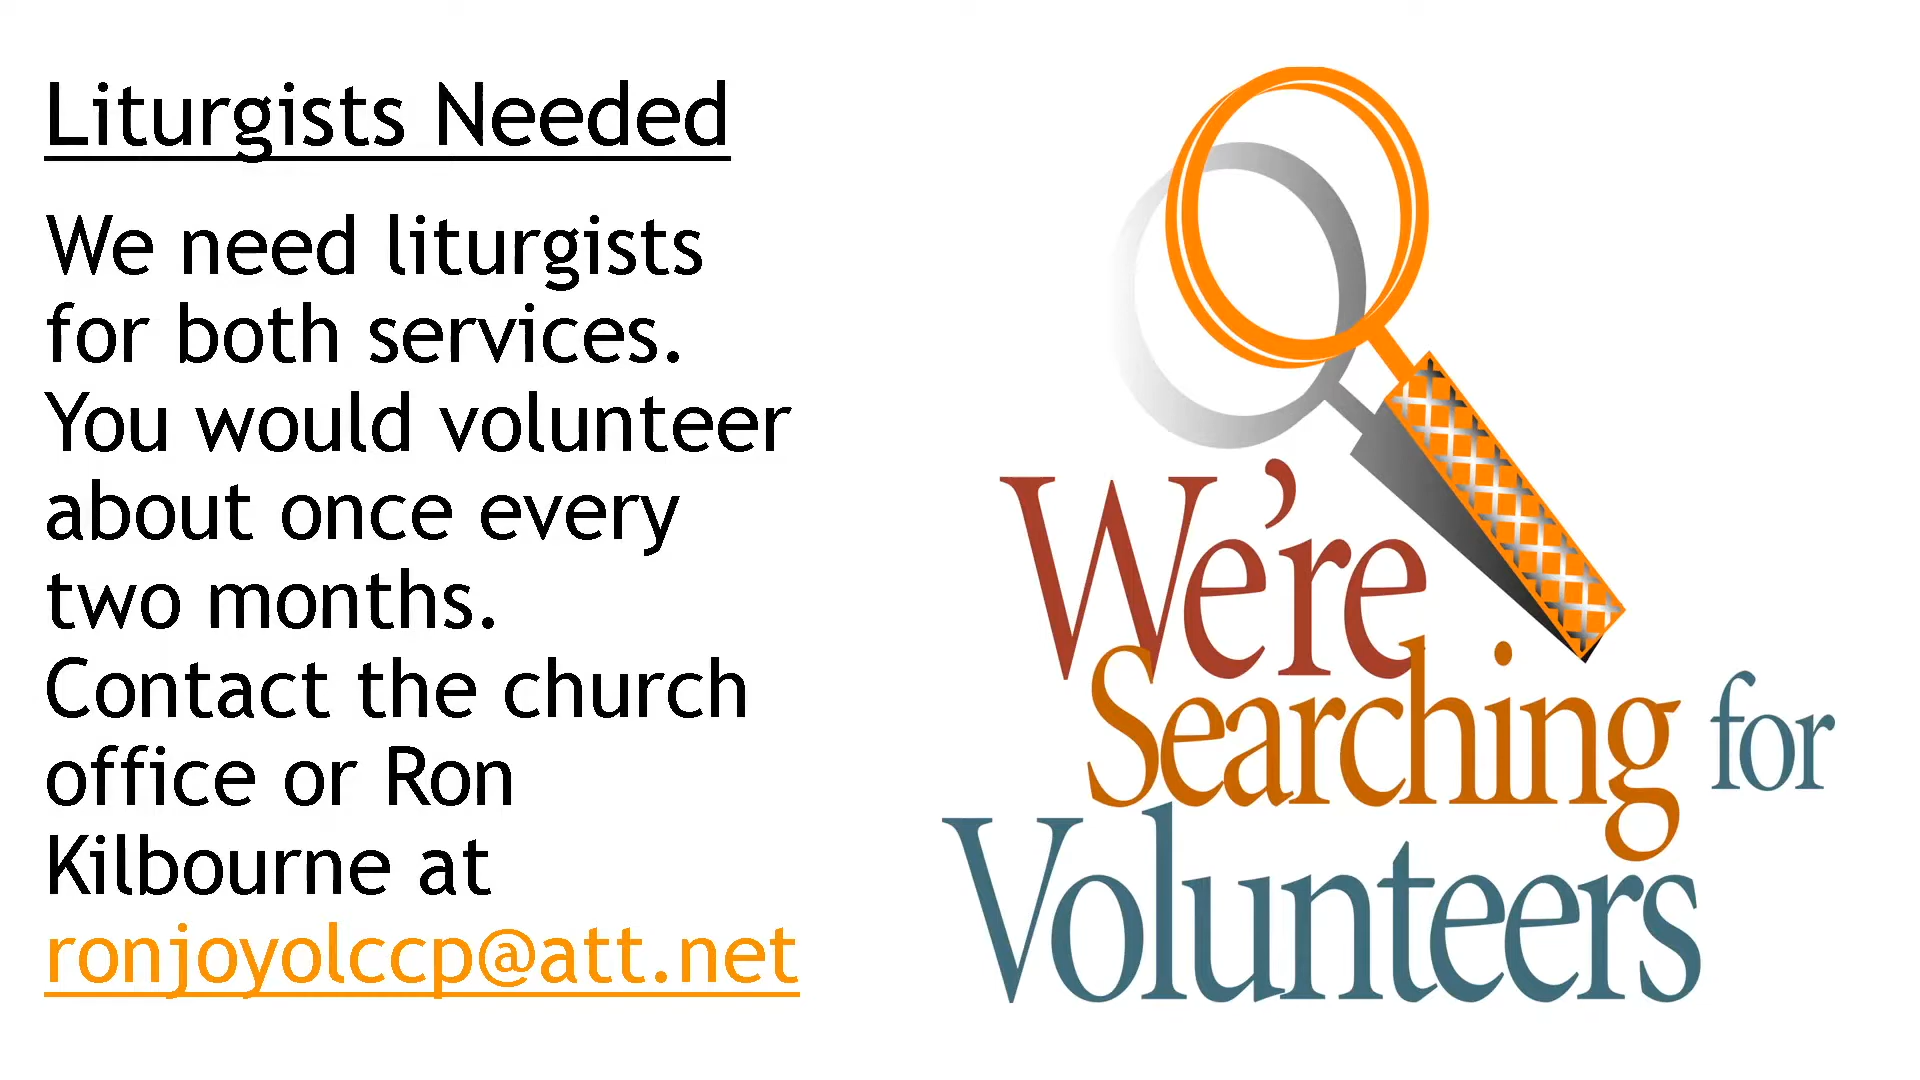 Liturgists Needed
We need liturgists
for both services.
You would volunteer
about once every
two months.
Contact the church
office or Ron
Kilbourne at
ronjoyolccp@att.net
We're
Searching for
Volunteers